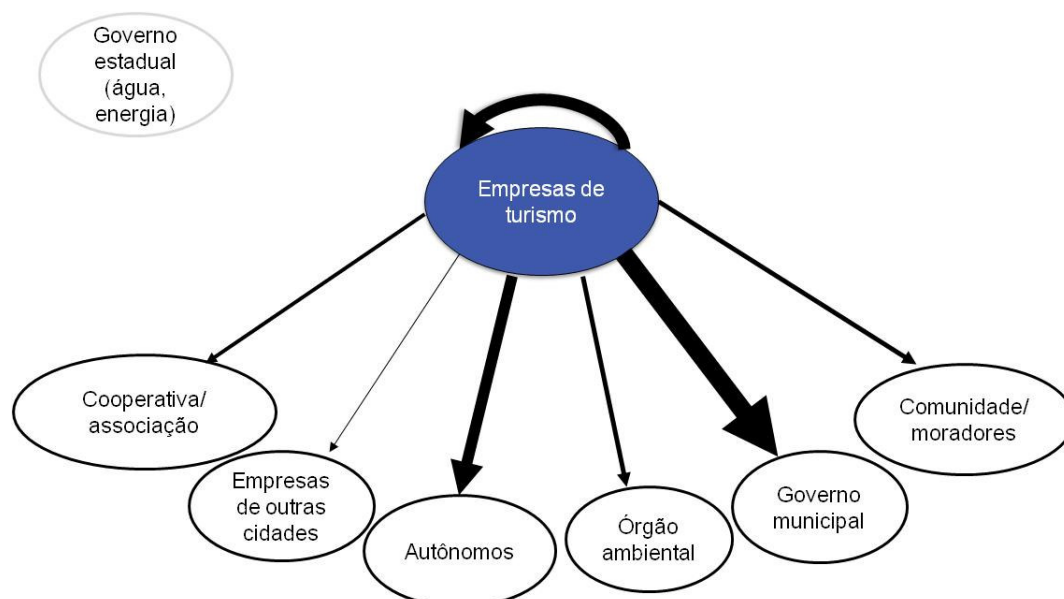 Governo
estadual
(água,
energia)
Empresas de
turismo
Cooperativa/
associação
Empresas
de outras
cidades
Autônomos
Órgão
ambiental
Governo
municipal
Comunidade/
moradores